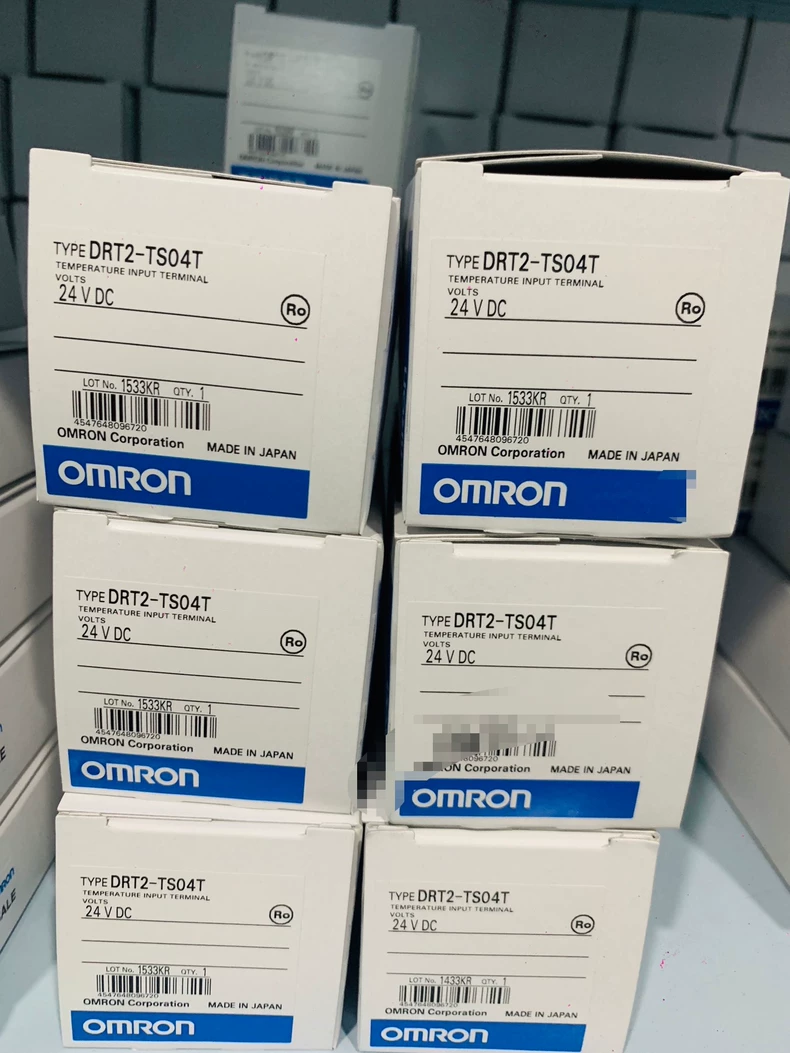 TYPE DRT2-TS04T
TEMPERATURE INPUT TERMINAL
VOLTS
24 V DC
Ro
LOT No. 1533KR QTY. 1
4547648096720
OMRON Corporation MADE IN JAPAN
OMRON
TYPE DRT2-TS04T
TEMPERATURE INPUT TERMINAL
VOLTS
24 V DC
Ro
LOT No. 1533KR QTY. 1
4547648096720
OMRON Corporation MADE IN JAPAN
OMRON
TYPE DRT2-TS04T
TEMPERATURE INPUT TERMINAL
VOLTS
24 V DC
Ro
LOT No. 1533KR QTY. 1
4547648096720
OMRON Corporation MADE IN JAPAN
OMRON
TYPE DRT2-TS04T
TEMPERATURE INPUT TERMINAL
VOLTS
24 V DC
Ro
Corporation MADE IN JAPAN
OMRON
TYPE DRT2-TS04T
TEMPERATURE INPUT TERMINAL
VOLTS
24 V DC
Ro
LOT No. 1533KR QTY. 1
4547648096720
OMRON Corporation MADE IN JAPAN
OMRON
TYPE DRT2-TS04T
TEMPERATURE INPUT TERMINAL
VOLTS
24 V DC
Ro
LOT No. 1433KR QTY. 1
4547648096720
OMRON Corporation MADE IN JAPAN
OMRON